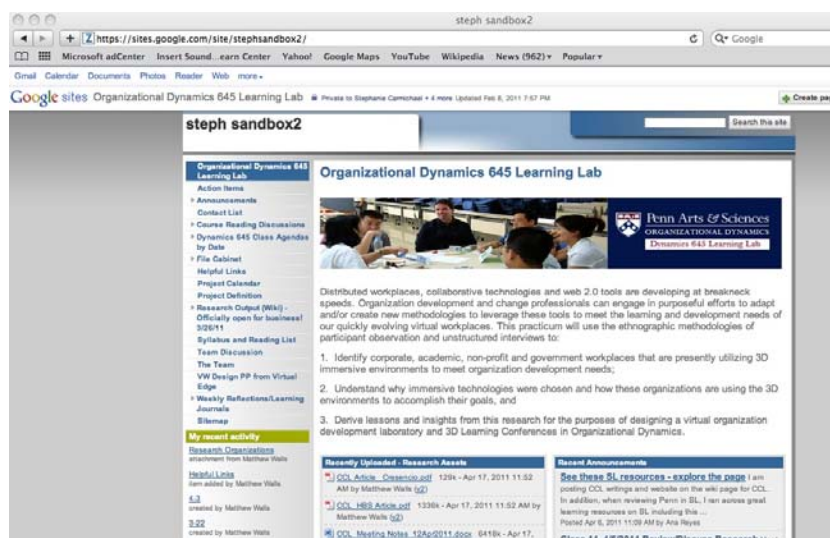 steph sandbox2
https://sites.google.com/site/stephsandbox2/
Google
Microsoft adCenter Insert Sound...earn Center Yahoo! Google Maps YouTube Wikipedia News (962) Popular
Gmail Calendar Documents Photos Reader Web more
Google sites Organizational Dynamics 645 Learning Lab Private to Stephanie Carmichael + 4 more Updated Feb 8, 2011 7:57 PM
Create pag
steph sandbox2
Search this site
Organizational Dynamics 645 Learning Lab
Action Items
Announcements
Contact List
Course Reading Discussions
Dynamics 645 Class Agendas by Date
File Cabinet
Helpful Links
Project Calendar
Project Definition
Research Output (Wiki) - Officially open for business! 3/26/11
Syllabus and Reading List
Team Discussion
The Team
VW Design PP from Virtual Edge
Weekly Reflections/Learning Journals
Sitemap
My recent activity
Research Organizations
attachment from Matthew Walls
Helpful Links
item added by Matthew Walls
4-3
created by Matthew Walls
3-22
created by Matthew Walls
Organizational Dynamics 645 Learning Lab
Penn Arts & Sciences
ORGANIZATIONAL DYNAMICS
Dynamics 645 Learning Lab
Distributed workplaces, collaborative technologies and web 2.0 tools are developing at breakneck
speeds. Organization development and change professionals can engage in purposeful efforts to adapt
and/or create new methodologies to leverage these tools to meet the learning and development needs of
our quickly evolving virtual workplaces. This practicum will use the ethnographic methodologies of
participant observation and unstructured interviews to:
1. Identify corporate, academic, non-profit and government workplaces that are presently utilizing 3D
immersive environments to meet organization development needs;
2. Understand why immersive technologies were chosen and how these organizations are using the 3D
environments to accomplish their goals, and
3. Derive lessons and insights from this research for the purposes of designing a virtual organization
development laboratory and 3D Learning Conferences in Organizational Dynamics.
Recently Uploaded - Research Assets
CCL Article Cresencio.pdf 129k - Apr 17, 2011 11:52
AM by Matthew Walls (v2)
CCL HBS Article.pdf 1336k - Apr 17, 2011 11:52 AM by
Matthew Walls (v2)
CCL Meeting Notes 12Apr2011.docx 6416k - Apr 17,
Recent Announcements
See these SL resources - explore the page I am
posting CCL writings and website on the wiki page for CCL.
In addition, when reviewing Penn in SL, I ran across great
learning resources on SL including this ...
Posted Apr 6, 2011 11:09 AM by Ana Reyes